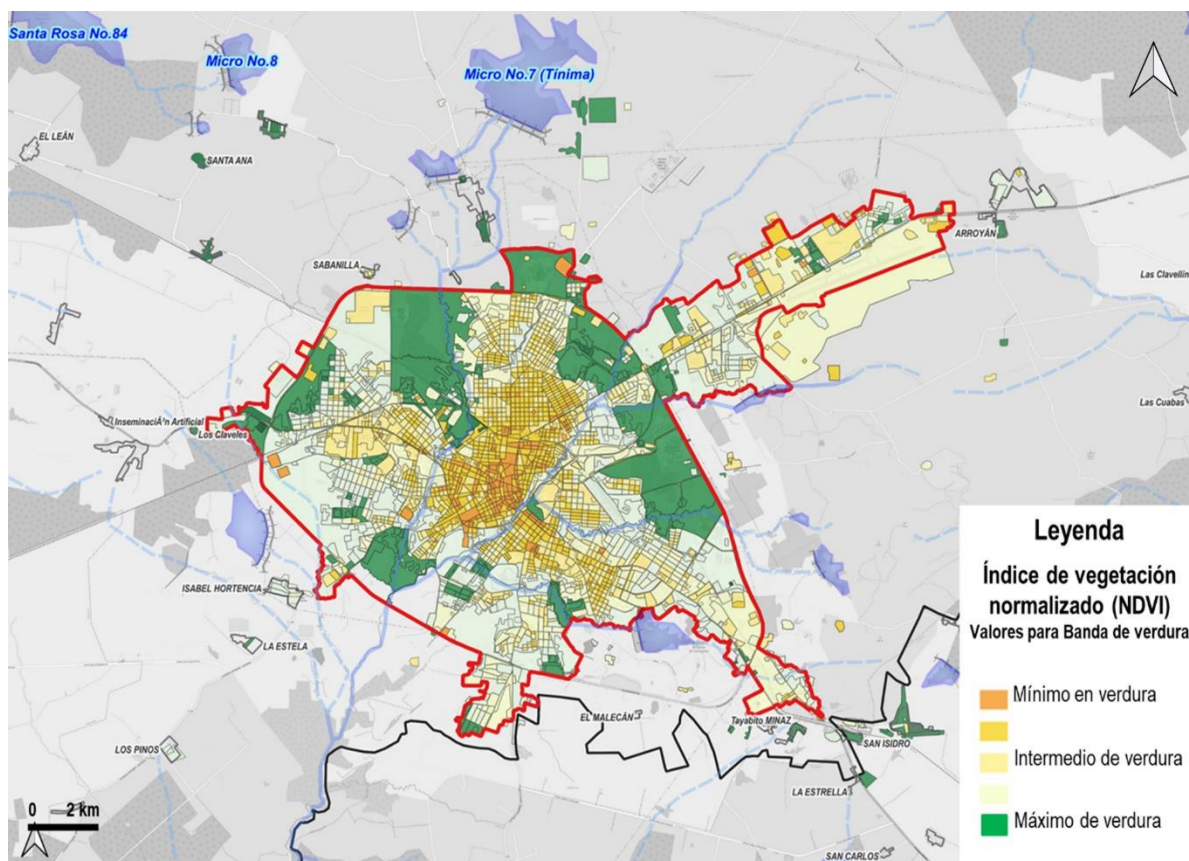 Santa Rosa No.84
Micro No.8
Micro No.7 (Tínima)
EL LEÁN
SANTA ANA
ARROYÁN
SABANILLA
Las Clavellin
Las Cuabas
InseminaciÃ³n Artificial
Los Claveles
ISABEL HORTENCIA
LA ESTELA
EL MALECÁN
Tayabito MINAZ
SAN ISIDRO
LOS PINOS
LA ESTRELLA
SAN CARLOS
0 2 km
Leyenda
Índice de vegetación
normalizado (NDVI)
Valores para Banda de verdura
Mínimo en verdura
Intermedio de verdura
Máximo de verdura